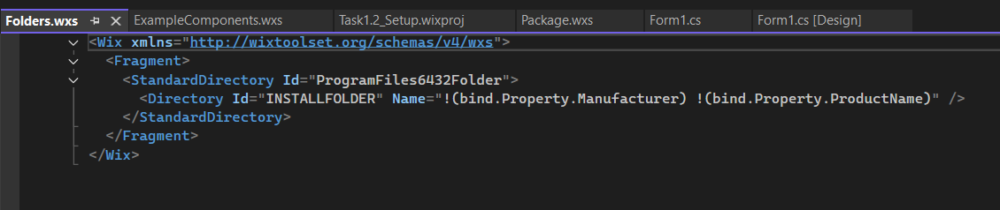 Folders.wxs ExampleComponents.wxs Task1.2_Setup.wixproj Package.wxs Form1.cs Form1.cs [Design]
<Wix xmlns="http://wixtoolset.org/schemas/v4/wxs">
<Fragment>
<StandardDirectory Id="ProgramFiles6432Folder">
<Directory Id="INSTALLFOLDER" Name="!(bind.Property.Manufacturer) !(bind.Property.ProductName)" />
</StandardDirectory>
</Fragment>
</Wix>